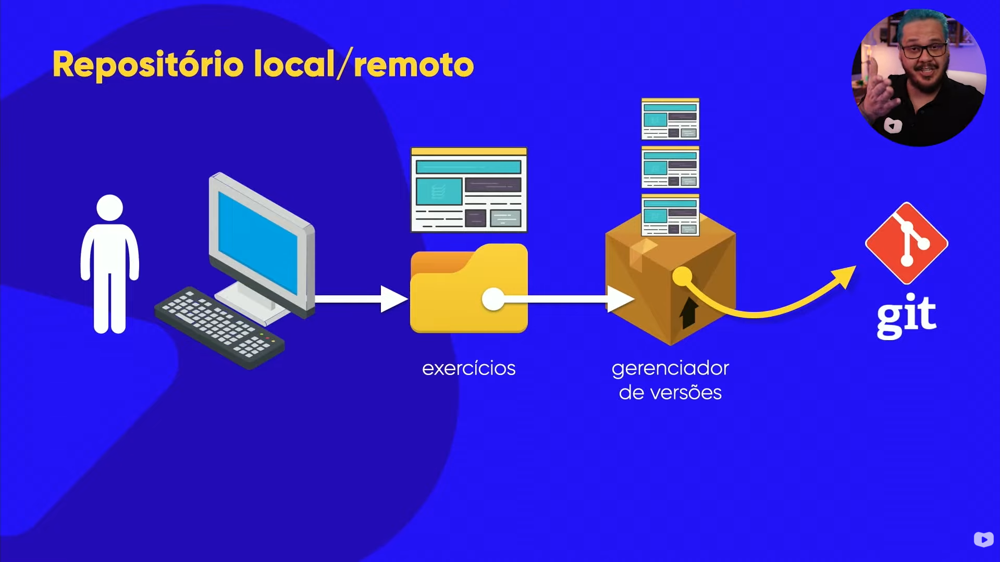 Repositório local/remoto
exercícios
gerenciador
de versões
git